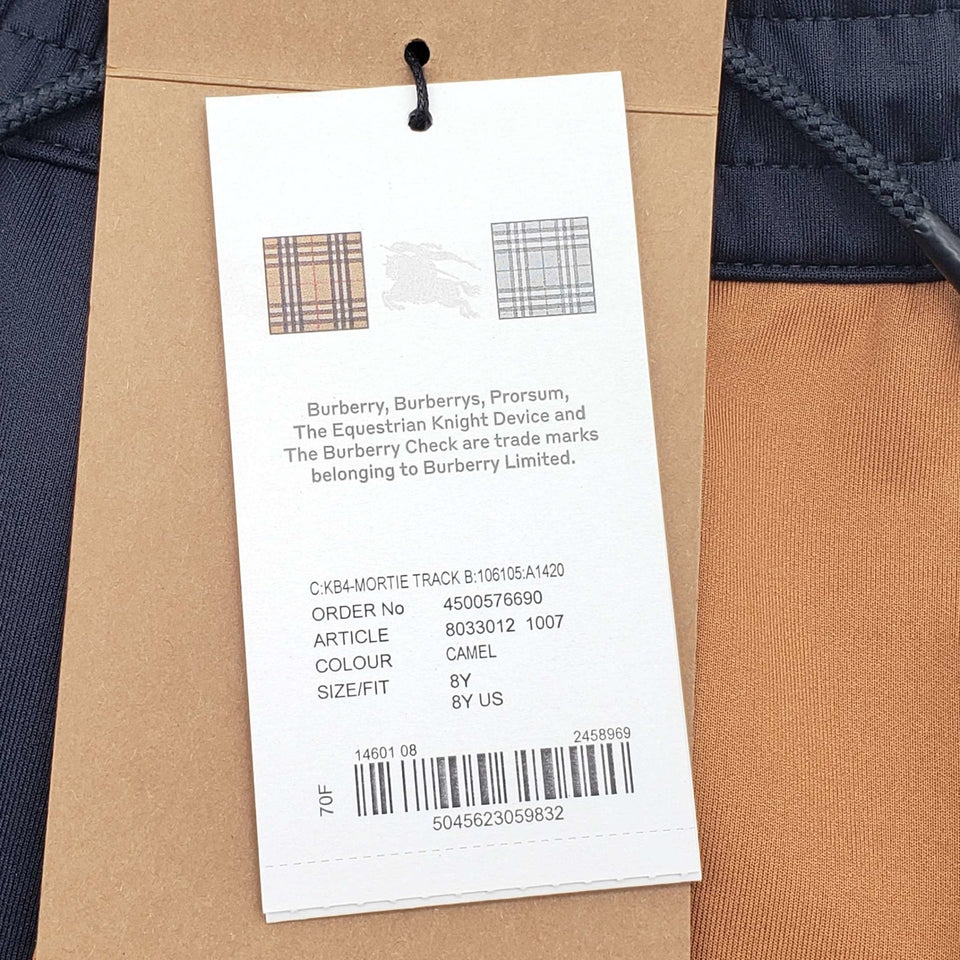 Burberry, Burberrys, Prorsum,
The Equestrian Knight Device and
The Burberry Check are trade marks
belonging to Burberry Limited.
C:KB4-MORTIE TRACK B:106105:A1420
ORDER No 4500576690
ARTICLE 8033012 1007
COLOUR CAMEL
SIZE/FIT 8Y
8Y US
14601 08 2458969
70F
5045623059832